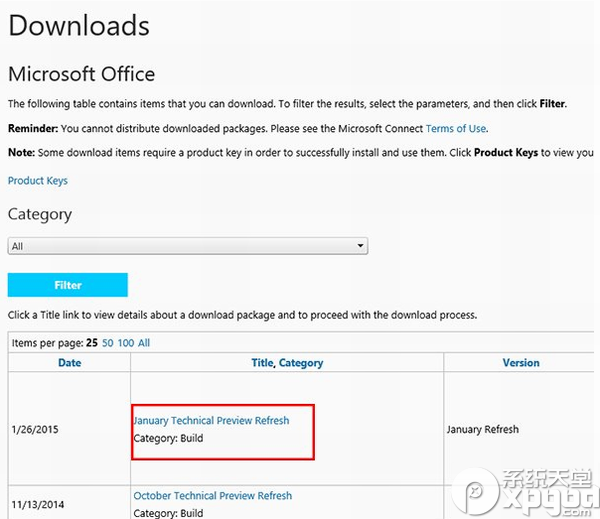 Downloads
Microsoft Office
The following table contains items that you can download. To filter the results, select the parameters, and then click Filter.
Reminder: You cannot distribute downloaded packages. Please see the Microsoft Connect Terms of Use.
Note: Some download items require a product key in order to successfully install and use them. Click Product Keys to view you
Product Keys
Category
All
Filter
Click a Title link to view details about a download package and to proceed with the download process.
Items per page: 25 50 100 All
Date Title, Category Version
January Technical Preview Refresh
1/26/2015 Category: Build January Refresh
October Technical Preview Refresh
11/13/2014 Category: Build
系统天堂